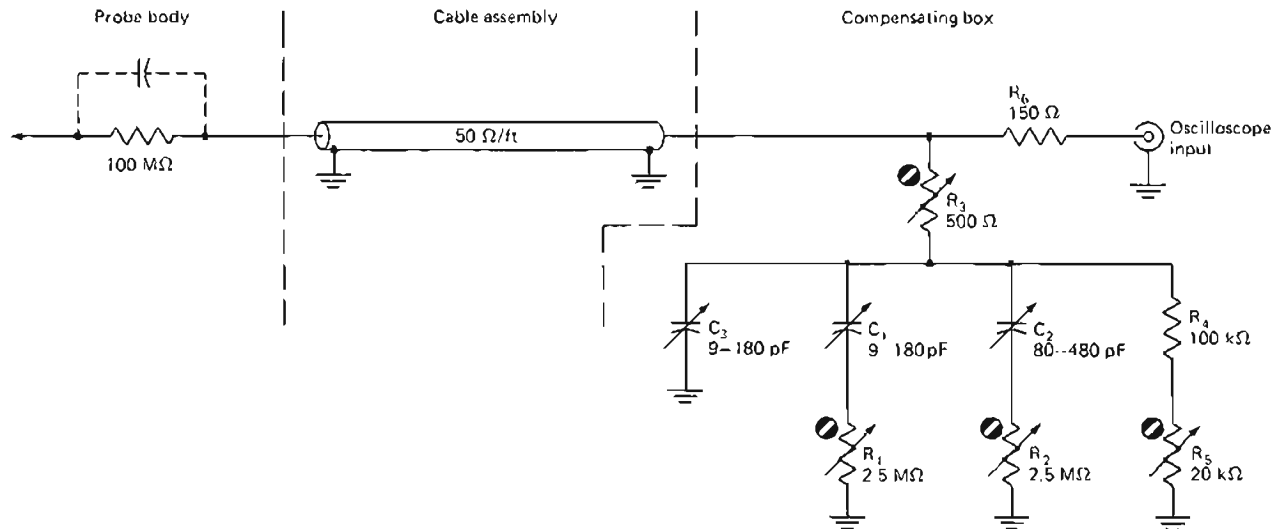 Probe body
Cable assembly
Compensating box
100 MΩ
50 Ω/ft
R6
150 Ω
Oscilloscope
input
R3
500 Ω
C3
9–180 pF
C1
9 180pF
C2
80--480 pF
R4
100 kΩ
R1
2.5 MΩ
R2
2.5 MΩ
R5
20 kΩ